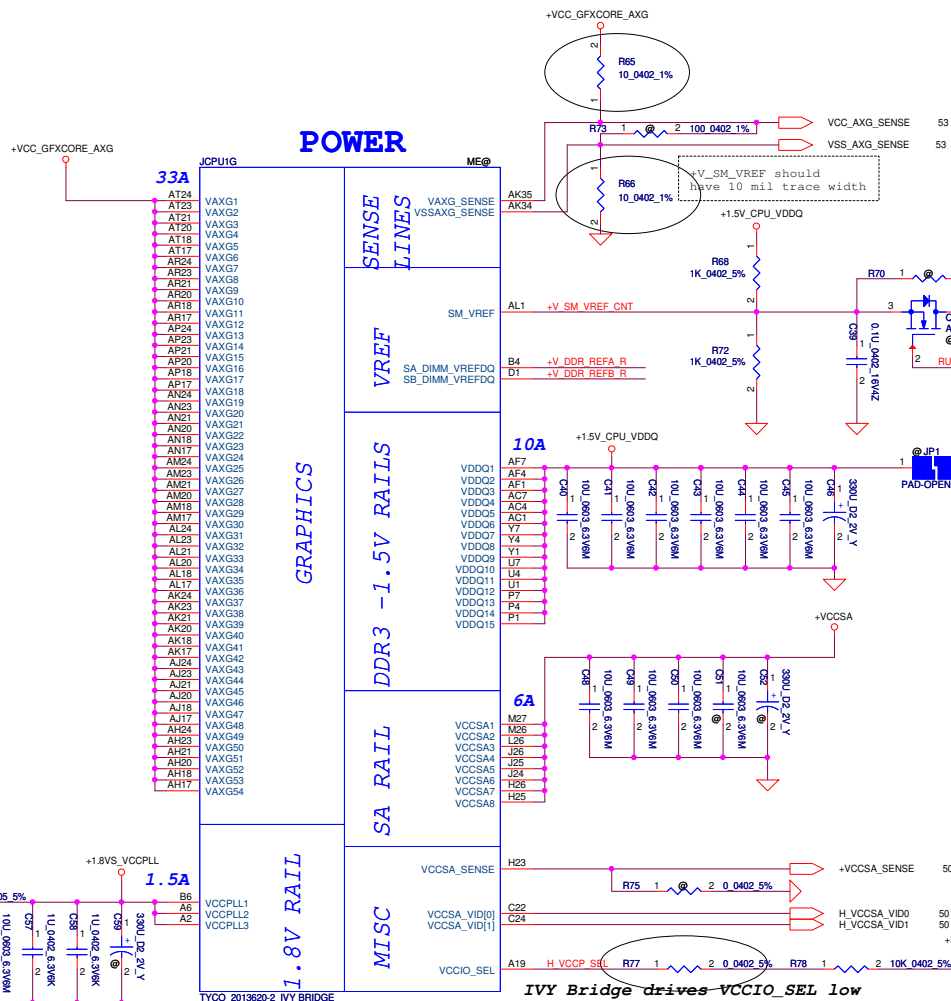 +VCC_GFXCORE_AXG
R65
10_0402_1%
R73 1 @ 2 100_0402_1%
VCC_AXG_SENSE 53
VSS_AXG_SENSE 53
R66
10_0402_1%
+V_SM_VREF should
have 10 mil trace width
+VCC_GFXCORE_AXG
POWER
JCPU1G ME@
33A
AT24 VAXG1
AT23 VAXG2
AT21 VAXG3
AT20 VAXG4
AT18 VAXG5
AT17 VAXG6
AR24 VAXG7
AR23 VAXG8
AR21 VAXG9
AR20 VAXG10
AR18 VAXG11
AR17 VAXG12
AP24 VAXG13
AP23 VAXG14
AP21 VAXG15
AP20 VAXG16
AP18 VAXG17
AP17 VAXG18
AN24 VAXG19
AN23 VAXG20
AN21 VAXG21
AN20 VAXG22
AN18 VAXG23
AN17 VAXG24
AM24 VAXG25
AM23 VAXG26
AM21 VAXG27
AM20 VAXG28
AM18 VAXG29
AM17 VAXG30
AL24 VAXG31
AL23 VAXG32
AL21 VAXG33
AL20 VAXG34
AL18 VAXG35
AL17 VAXG36
AK24 VAXG37
AK23 VAXG38
AK21 VAXG39
AK20 VAXG40
AK18 VAXG41
AK17 VAXG42
AJ24 VAXG43
AJ23 VAXG44
AJ21 VAXG45
AJ20 VAXG46
AJ18 VAXG47
AJ17 VAXG48
AH24 VAXG49
AH23 VAXG50
AH21 VAXG51
AH20 VAXG52
AH18 VAXG53
AH17 VAXG54
GRAPHICS
SENSE LINES
VAXG_SENSE AK35
VSSAXG_SENSE AK34
VREF
SM_VREF AL1 +V_SM_VREF_CNT
SA_DIMM_VREFDQ B4 +V_DDR_REFA_R
SB_DIMM_VREFDQ D1 +V_DDR_REFB_R
+1.5V_CPU_VDDQ
R68
1K_0402_5%
R72
1K_0402_5%
C39
0.1U_0402_16V4Z
R70 1 @
3
2
RU
DDR3 -1.5V RAILS
10A
+1.5V_CPU_VDDQ
VDDQ1 AF7
VDDQ2 AF4
VDDQ3 AF1
VDDQ4 AC7
VDDQ5 AC4
VDDQ6 AC1
VDDQ7 Y7
VDDQ8 Y4
VDDQ9 Y1
VDDQ10 U7
VDDQ11 U4
VDDQ12 U1
VDDQ13 P7
VDDQ14 P4
VDDQ15 P1
C40 10U_0603_6.3V6M
C41 10U_0603_6.3V6M
C42 10U_0603_6.3V6M
C43 10U_0603_6.3V6M
C44 10U_0603_6.3V6M
C45 10U_0603_6.3V6M
C46 330U_D2_2V_Y
@ JP1
PAD-OPEN
SA RAIL
6A
+VCCSA
VCCSA1 M27
VCCSA2 M26
VCCSA3 L26
VCCSA4 J26
VCCSA5 J25
VCCSA6 J24
VCCSA7 H26
VCCSA8 H25
C48 10U_0603_6.3V6M
C49 10U_0603_6.3V6M
C50 10U_0603_6.3V6M
C51 10U_0603_6.3V6M @
C52 330U_D2_2V_Y @
1.8V RAIL
+1.8VS_VCCPLL
1.5A
05_5%
B6 VCCPLL1
A6 VCCPLL2
A2 VCCPLL3
10U_0603_6.3V6M
C57 1U_0402_6.3V6K
C58 1U_0402_6.3V6K
C59 330U_D2_2V_Y @
MISC
VCCSA_SENSE H23 +VCCSA_SENSE 50
R75 1 @ 2 0_0402_5%
VCCSA_VID[0] C22 H_VCCSA_VID0 50
VCCSA_VID[1] C24 H_VCCSA_VID1 50
VCCIO_SEL A19 H_VCCP_SEL R77 1 2 0_0402_5% R78 1 2 10K_0402_5%
IVY Bridge drives VCCIO_SEL low
TYCO_2013620-2_IVY BRIDGE